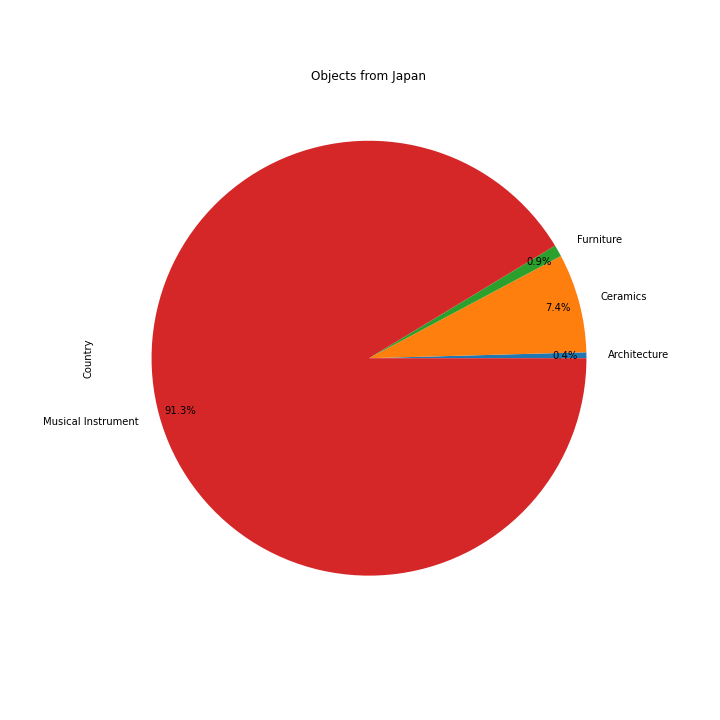 Objects from Japan
Furniture
0.9%
Ceramics
7.4%
Architecture
0.4%
Country
91.3%
Musical Instrument